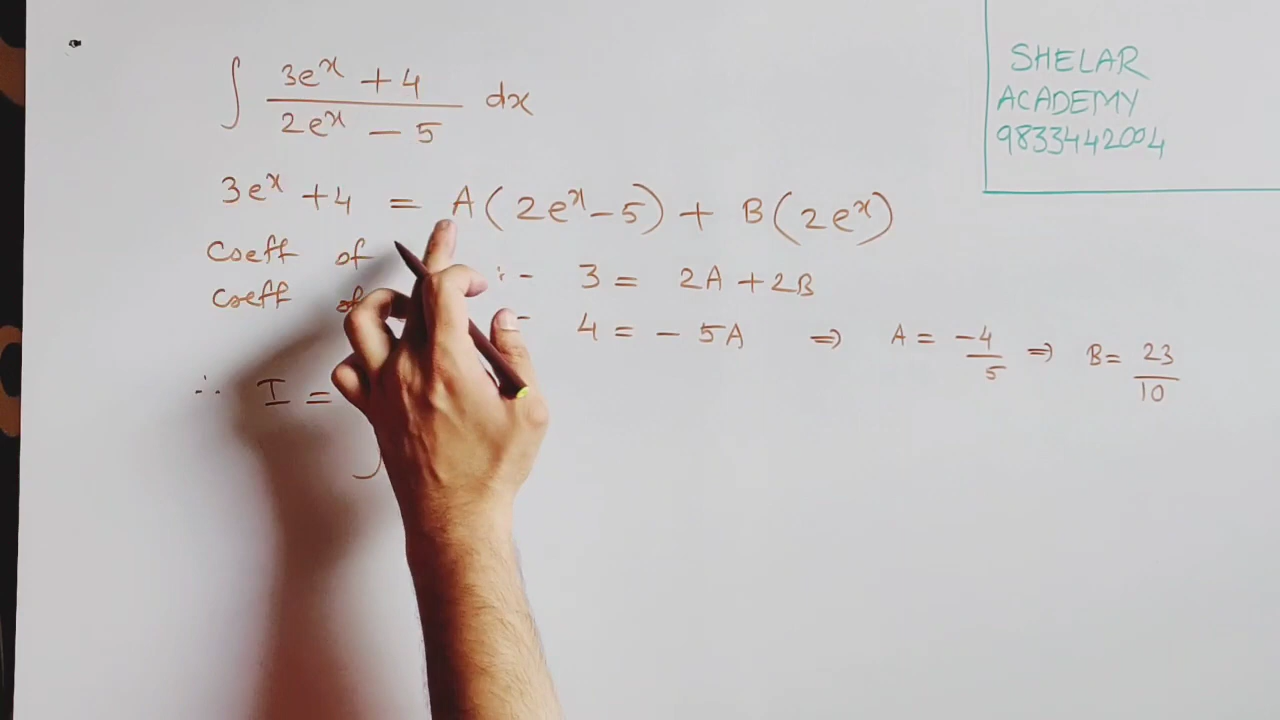 ∫ (3e^x + 4)/(2e^x − 5) dx
3e^x + 4 = A(2e^x − 5) + B(2e^x)
Coeff of :- 3 = 2A + 2B
Coeff of - 4 = − 5A ⇒ A = −4/5 ⇒ B = 23/10
∴ I = ∫
SHELAR
ACADEMY
9833442004